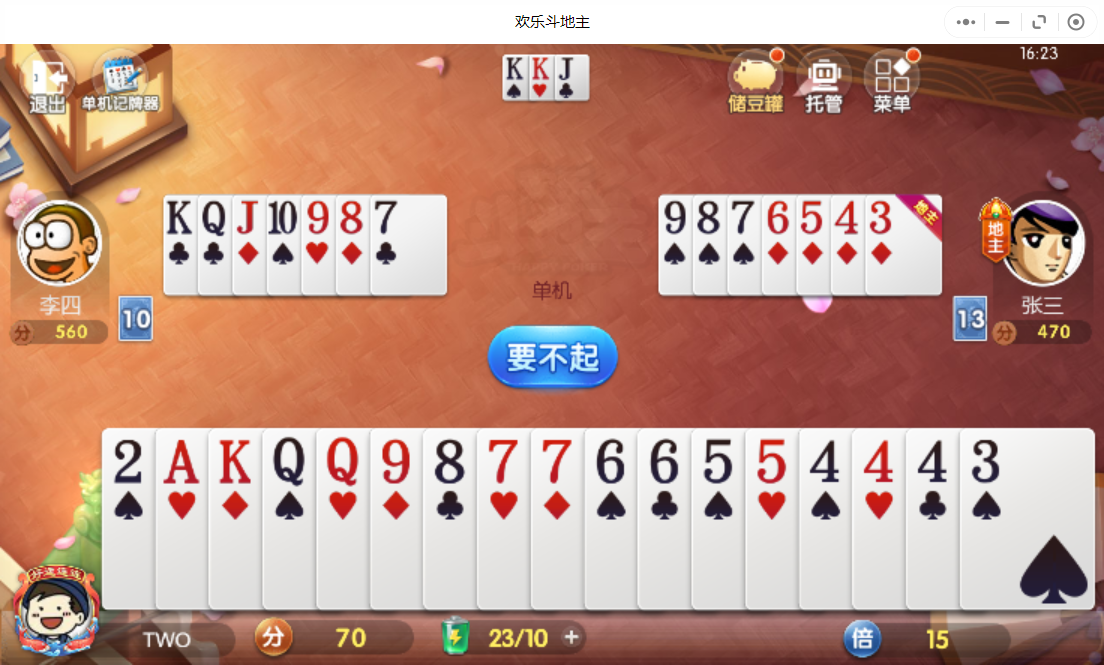 欢乐斗地主
16:23
退出
单机记牌器
K K J
储豆罐
托管
菜单
K Q J 10 9 8 7
9 8 7 6 5 4 3
地主
地主
李四
分 560
10
单机
要不起
13
张三
分 470
2 A K Q Q 9 8 7 7 6 6 5 5 4 4 4 3
TWO
分 70
23/10 +
倍 15